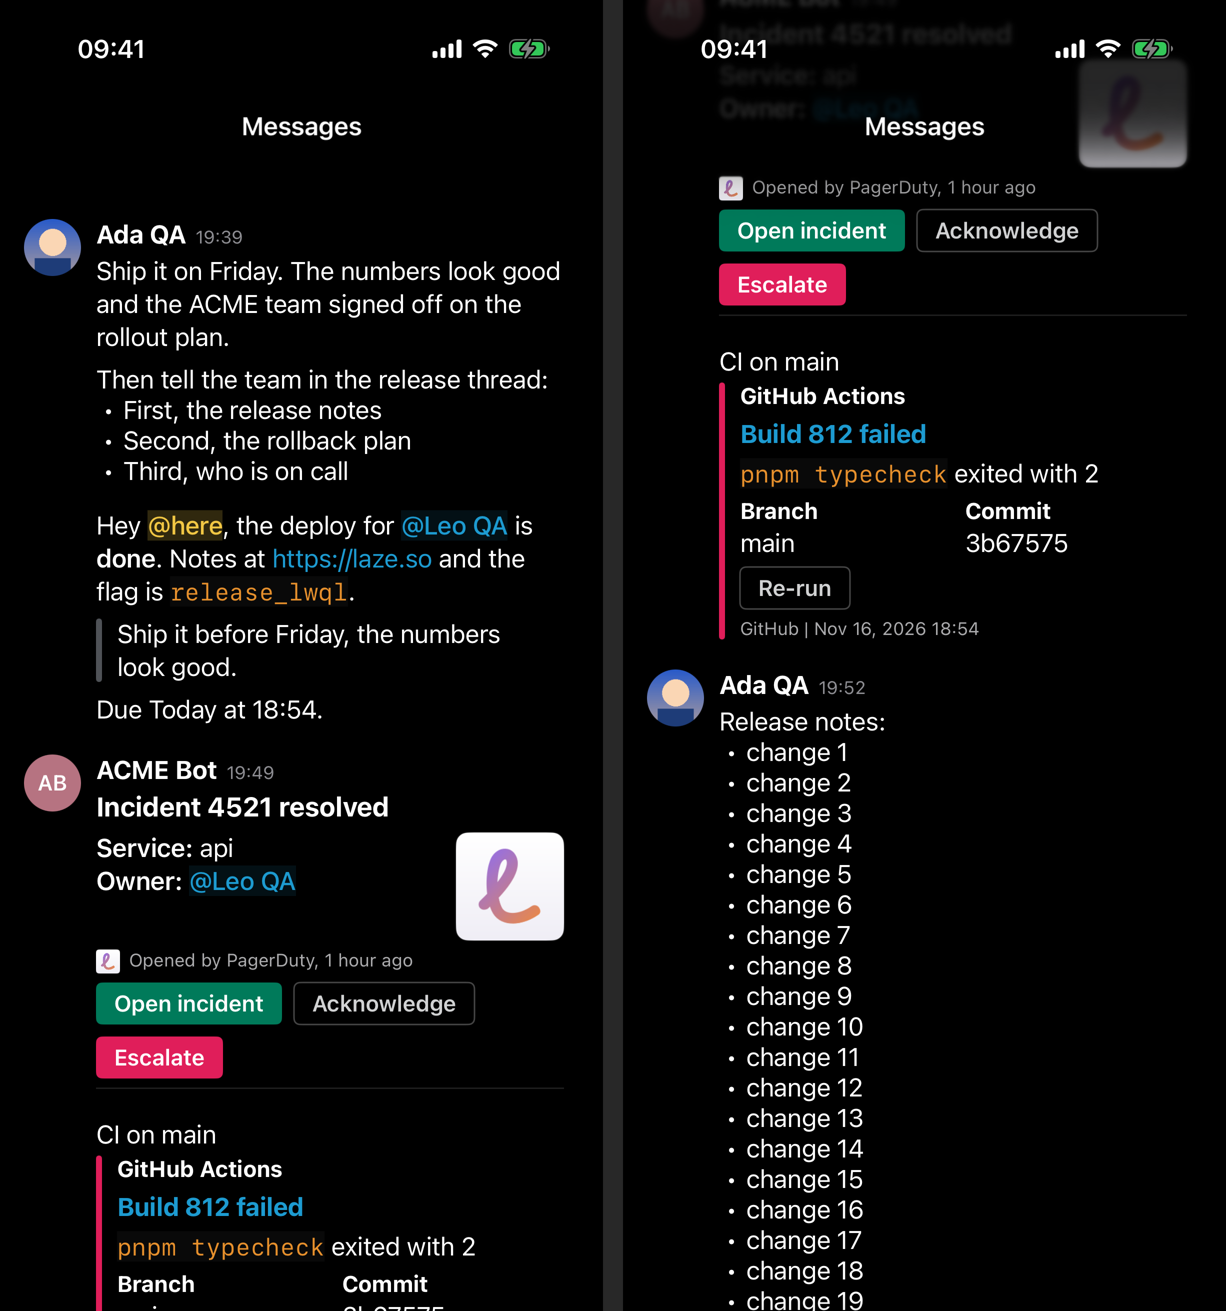 09:41
Messages
Ada QA 19:39
Ship it on Friday. The numbers look good
and the ACME team signed off on the
rollout plan.
Then tell the team in the release thread:
• First, the release notes
• Second, the rollback plan
• Third, who is on call
Hey @here, the deploy for @Leo QA is
done. Notes at https://laze.so and the
flag is release_lwql.
Ship it before Friday, the numbers
look good.
Due Today at 18:54.
AB
ACME Bot 19:49
Incident 4521 resolved
Service: api
Owner: @Leo QA
Opened by PagerDuty, 1 hour ago
Open incident Acknowledge
Escalate
CI on main
GitHub Actions
Build 812 failed
pnpm typecheck exited with 2
Branch Commit
09:41
Incident 4521 resolved
Service: api
Owner: @Leo QA
Messages
Opened by PagerDuty, 1 hour ago
Open incident Acknowledge
Escalate
CI on main
GitHub Actions
Build 812 failed
pnpm typecheck exited with 2
Branch Commit
main 3b67575
Re-run
GitHub | Nov 16, 2026 18:54
Ada QA 19:52
Release notes:
• change 1
• change 2
• change 3
• change 4
• change 5
• change 6
• change 7
• change 8
• change 9
• change 10
• change 11
• change 12
• change 13
• change 14
• change 15
• change 16
• change 17
• change 18
• change 19